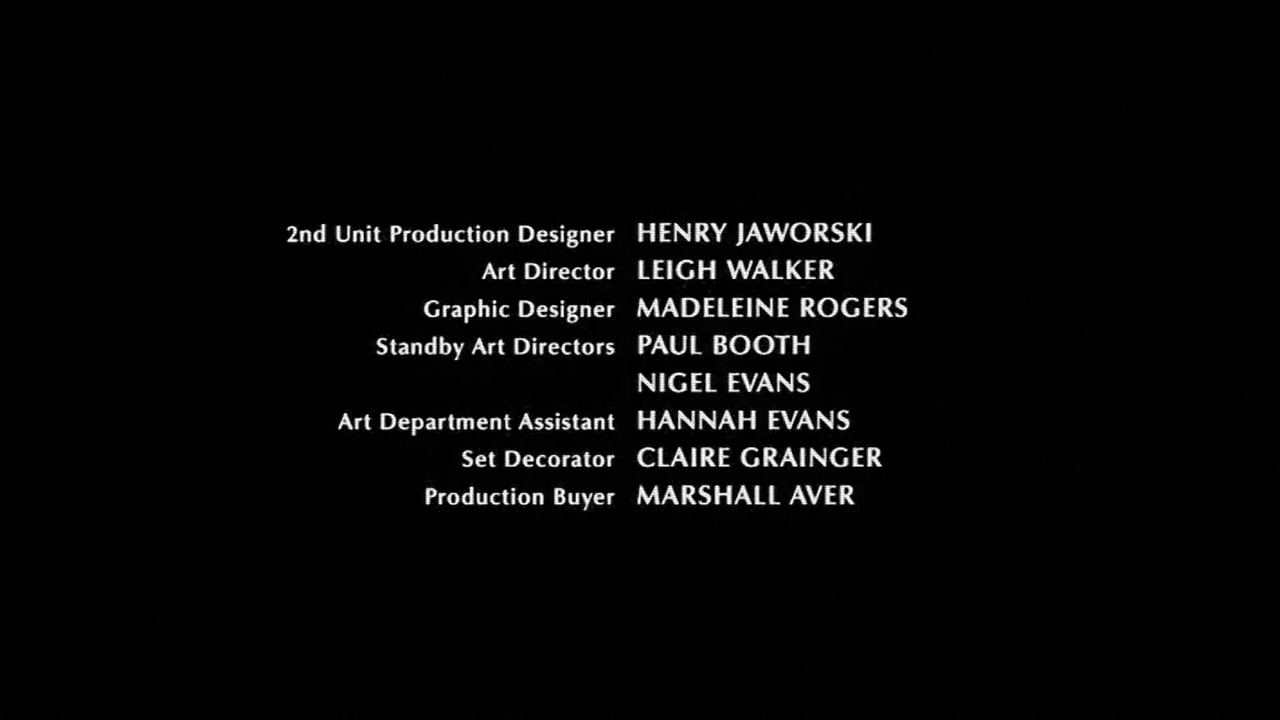 2nd Unit Production Designer HENRY JAWORSKI
Art Director LEIGH WALKER
Graphic Designer MADELEINE ROGERS
Standby Art Directors PAUL BOOTH
NIGEL EVANS
Art Department Assistant HANNAH EVANS
Set Decorator CLAIRE GRAINGER
Production Buyer MARSHALL AVER